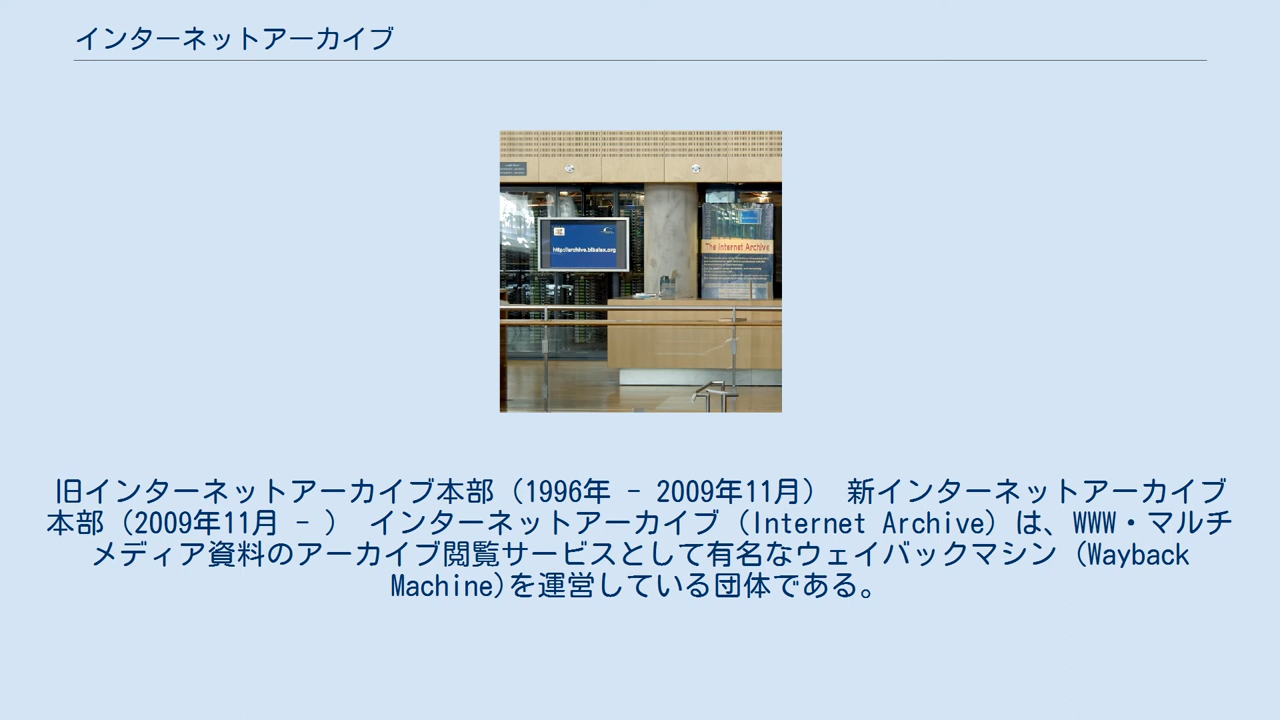 インターネットアーカイブ
http://archive.bibalex.org
The Internet Archive
旧インターネットアーカイブ本部（1996年 - 2009年11月） 新インターネットアーカイブ
本部（2009年11月 - ） インターネットアーカイブ（Internet Archive）は、WWW・マルチ
メディア資料のアーカイブ閲覧サービスとして有名なウェイバックマシン (Wayback
Machine)を運営している団体である。